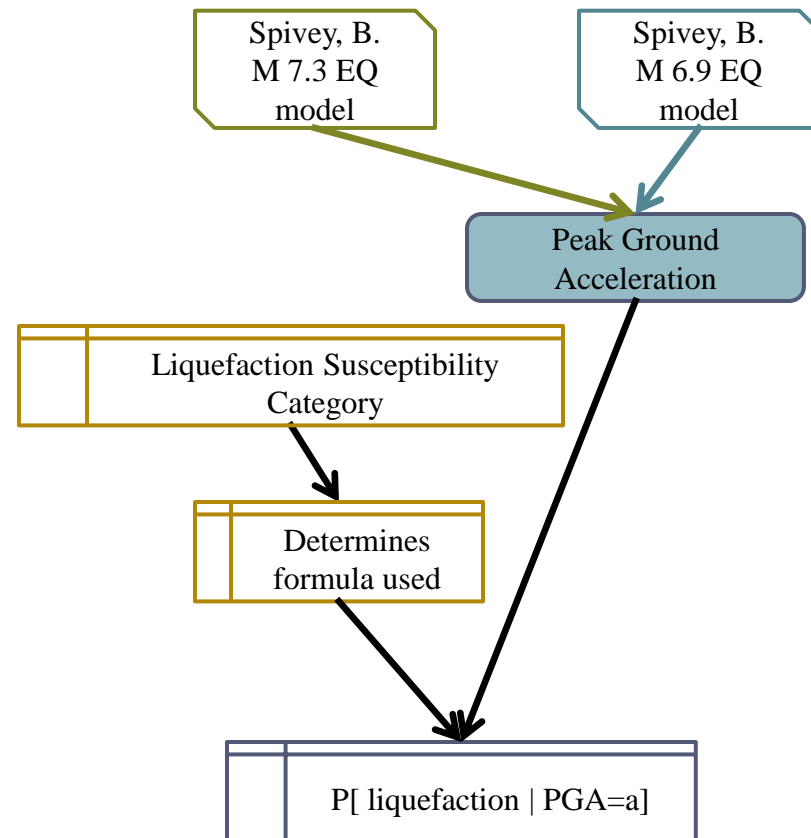 Spivey, B.
M 7.3 EQ
model
Spivey, B.
M 6.9 EQ
model
Peak Ground
Acceleration
Liquefaction Susceptibility
Category
Determines
formula used
P[ liquefaction | PGA=a]